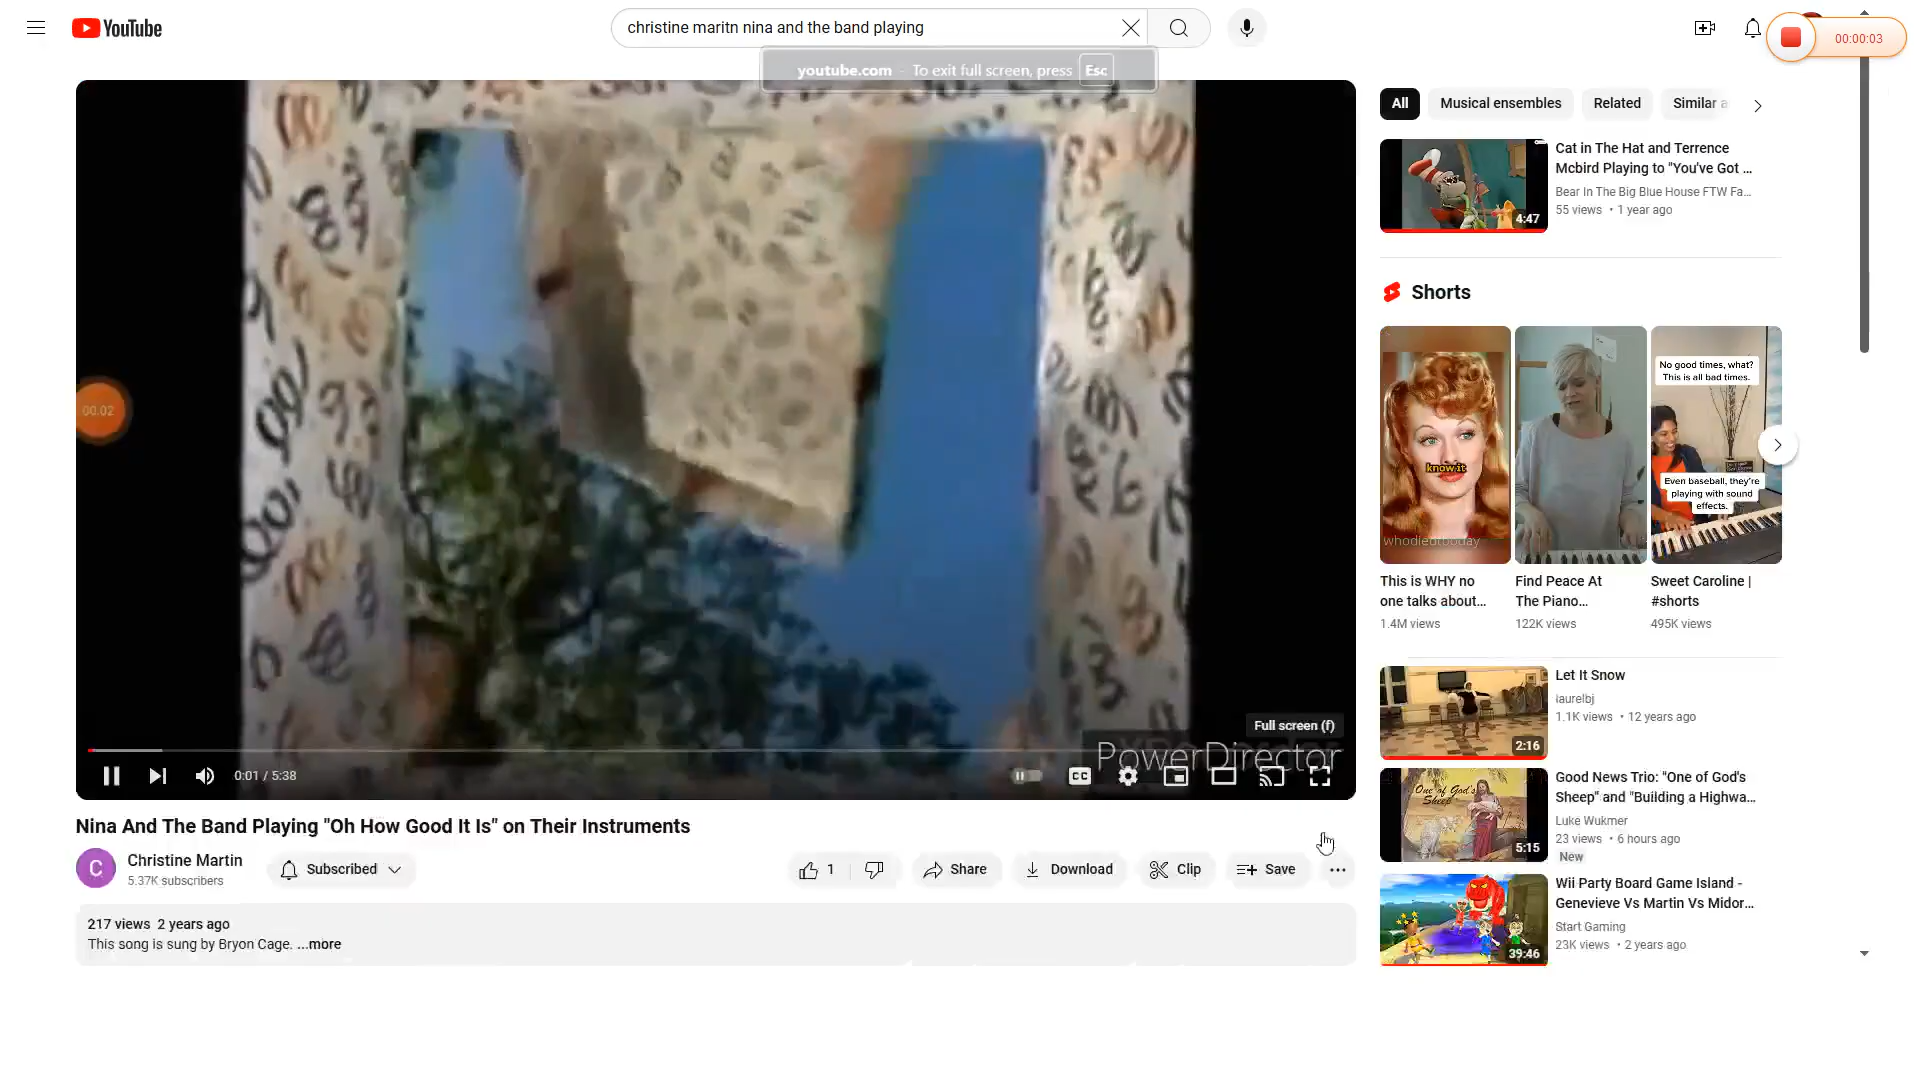 YouTube
christine maritn nina and the band playing
00:00:03
youtube.com - To exit full screen, press Esc
All
Musical ensembles
Related
Similar a
Cat in The Hat and Terrence
Mcbird Playing to "You've Got ...
Bear In The Big Blue House FTW Fa...
55 views • 1 year ago
4:47
Shorts
No good times, what?
This is all bad times.
know it
Even baseball, they're
playing with sound
effects.
whodiedtoday
This is WHY no
one talks about...
1.4M views
Find Peace At
The Piano...
122K views
Sweet Caroline |
#shorts
495K views
00:02
Full screen (f)
PowerDirector
0:01 / 5:38
CC
Let It Snow
laurelbj
1.1K views • 12 years ago
2:16
Good News Trio: "One of God's
Sheep" and "Building a Highwa...
Luke Wukmer
23 views • 6 hours ago
New
One of God's
Sheep
5:15
Wii Party Board Game Island -
Genevieve Vs Martin Vs Midor...
Start Gaming
23K views • 2 years ago
39:46
Nina And The Band Playing "Oh How Good It Is" on Their Instruments
C
Christine Martin
5.37K subscribers
Subscribed
1
Share
Download
Clip
Save
217 views 2 years ago
This song is sung by Bryon Cage. ...more